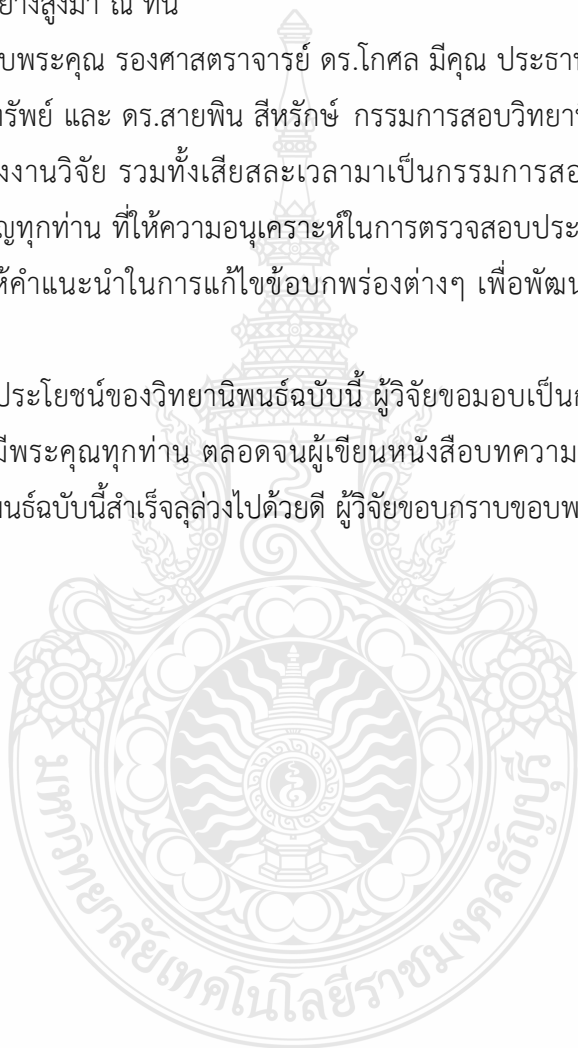 ย่างสูงมา ณ ที่นี้
บพระคุณ รองศาสตราจารย์ ดร.โกศล มีคุณ ประธาน
ทรัพย์ และ ดร.สายพิน สีหรักษ์ กรรมการสอบวิทยาน
งงานวิจัย รวมทั้งเสียสละเวลามาเป็นกรรมการสอ
ญทุกท่าน ที่ให้ความอนุเคราะห์ในการตรวจสอบประ
ห้คำแนะนำในการแก้ไขข้อบกพร่องต่างๆ เพื่อพัฒน
ประโยชน์ของวิทยานิพนธ์ฉบับนี้ ผู้วิจัยขอมอบเป็นก
มีพระคุณทุกท่าน ตลอดจนผู้เขียนหนังสือบทความ
นธ์ฉบับนี้สำเร็จลุล่วงไปด้วยดี ผู้วิจัยขอบกราบขอบพ
มหาวิทยาลัยเทคโนโลยีราชมงคลธัญบุรี